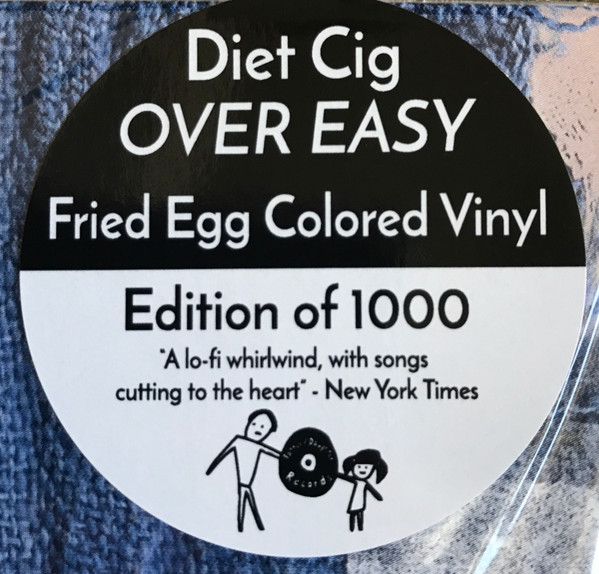 Diet Cig
OVER EASY
Fried Egg Colored Vinyl
Edition of 1000
"A lo-fi whirlwind, with songs
cutting to the heart" - New York Times
Records